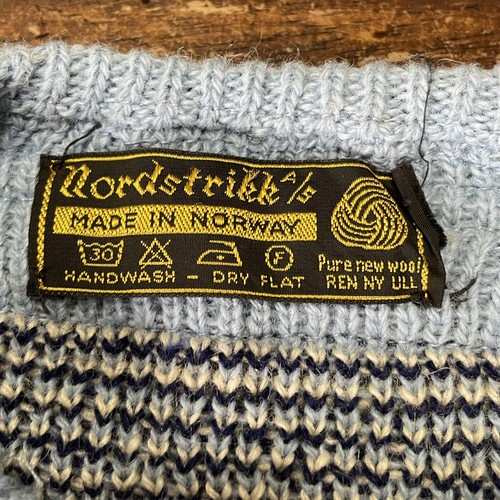 Nordstrikk A/S
MADE IN NORWAY
30 F
HANDWASH - DRY FLAT
Pure new wool
REN NY ULL